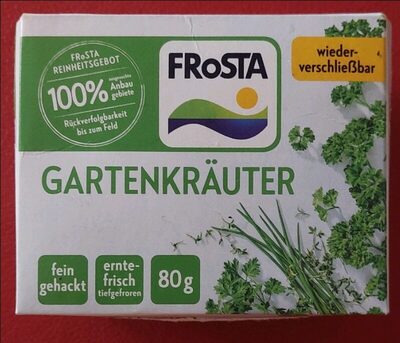 FRoSTA
REINHEITSGEBOT
100%
ausgesuchte
Anbau
gebiete
Rückverfolgbarkeit
bis zum Feld
FRoSTA
wieder-
verschließbar
GARTENKRÄUTER
fein
gehackt
ernte-
frisch
tiefgefroren
80g